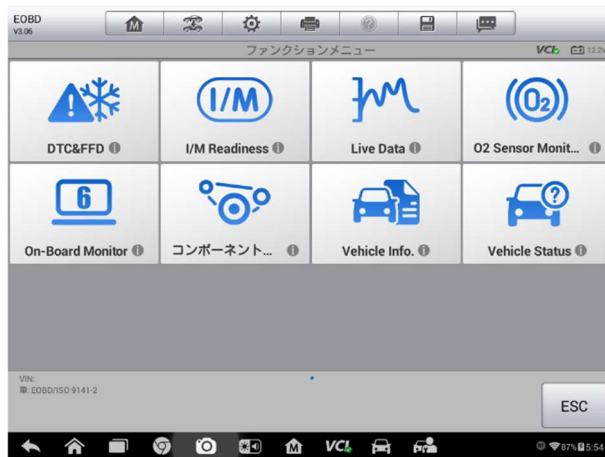 EOBD
V3.06
M
ファンクションメニュー
VCI
12.2V
DTC&FFD
I/M
I/M Readiness
Live Data
O2
O2 Sensor Monit...
6
On-Board Monitor
コンポーネント...
Vehicle Info.
Vehicle Status
VIN:
車: EOBD/ISO 9141-2
ESC
M
VCI
87%
5:54